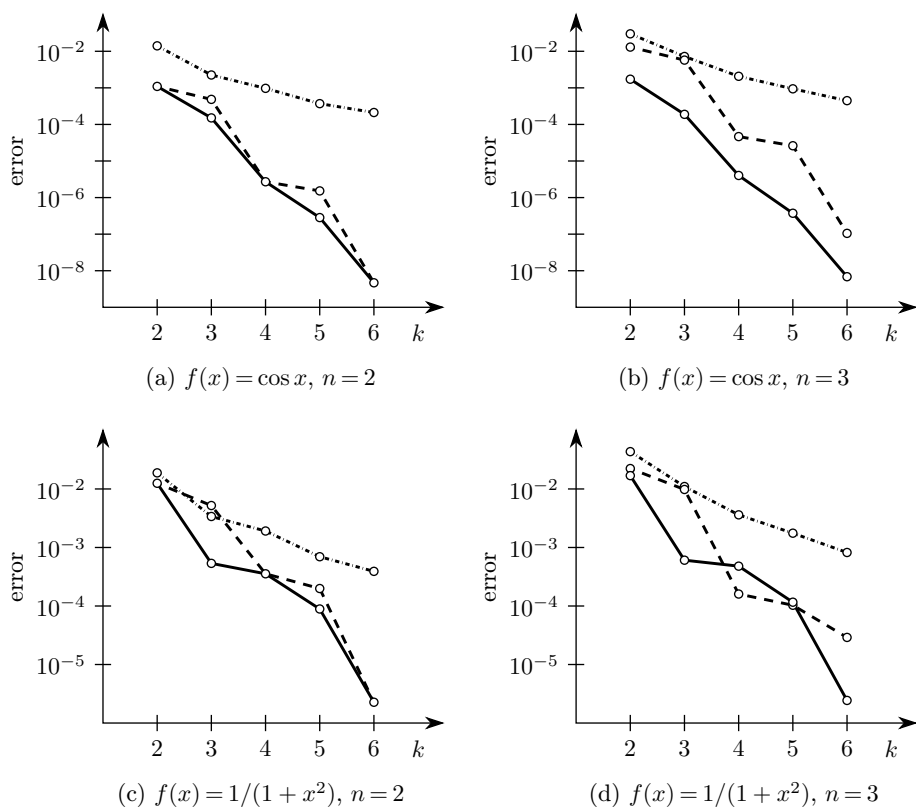 error
10⁻²
10⁻⁴
10⁻⁶
10⁻⁸
2 3 4 5 6 k
(a) f(x) = cos x, n = 2
error
10⁻²
10⁻⁴
10⁻⁶
10⁻⁸
2 3 4 5 6 k
(b) f(x) = cos x, n = 3
error
10⁻²
10⁻³
10⁻⁴
10⁻⁵
2 3 4 5 6 k
(c) f(x) = 1/(1 + x²), n = 2
error
10⁻²
10⁻³
10⁻⁴
10⁻⁵
2 3 4 5 6 k
(d) f(x) = 1/(1 + x²), n = 3